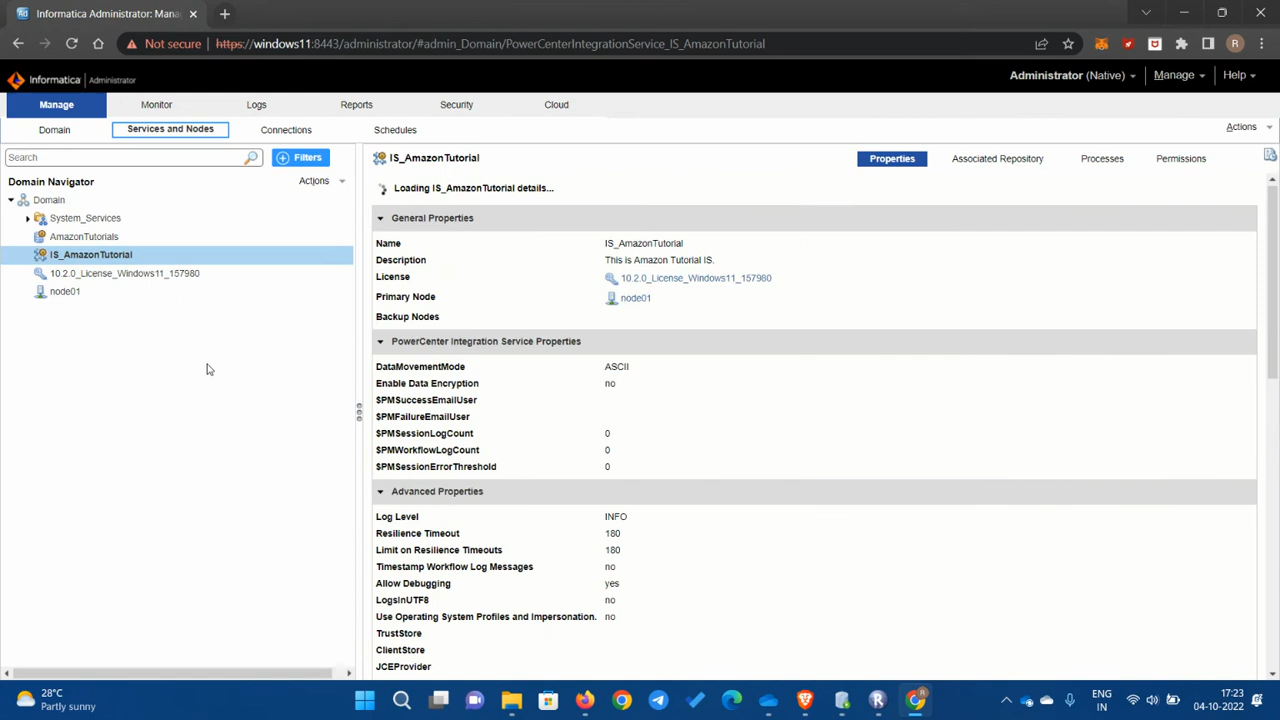 Informatica Administrator: Mana
Not secure https://windows11:8443/administrator/#admin_Domain/PowerCenterIntegrationService_IS_AmazonTutorial
R
Informatica Administrator
Administrator (Native) Manage Help
Manage Monitor Logs Reports Security Cloud
Domain Services and Nodes Connections Schedules
Actions
Search Filters
IS_AmazonTutorial Properties Associated Repository Processes Permissions
Domain Navigator Actions
Loading IS_AmazonTutorial details...
Domain
System_Services
AmazonTutorials
IS_AmazonTutorial
10.2.0_License_Windows11_157980
node01
General Properties
Name IS_AmazonTutorial
Description This is Amazon Tutorial IS.
License 10.2.0_License_Windows11_157980
Primary Node node01
Backup Nodes
PowerCenter Integration Service Properties
DataMovementMode ASCII
Enable Data Encryption no
$PMSuccessEmailUser
$PMFailureEmailUser
$PMSessionLogCount 0
$PMWorkflowLogCount 0
$PMSessionErrorThreshold 0
Advanced Properties
Log Level INFO
Resilience Timeout 180
Limit on Resilience Timeouts 180
Timestamp Workflow Log Messages no
Allow Debugging yes
LogsInUTF8 no
Use Operating System Profiles and Impersonation. no
TrustStore
ClientStore
JCEProvider
28°C
Partly sunny
ENG
IN
17:23
04-10-2022